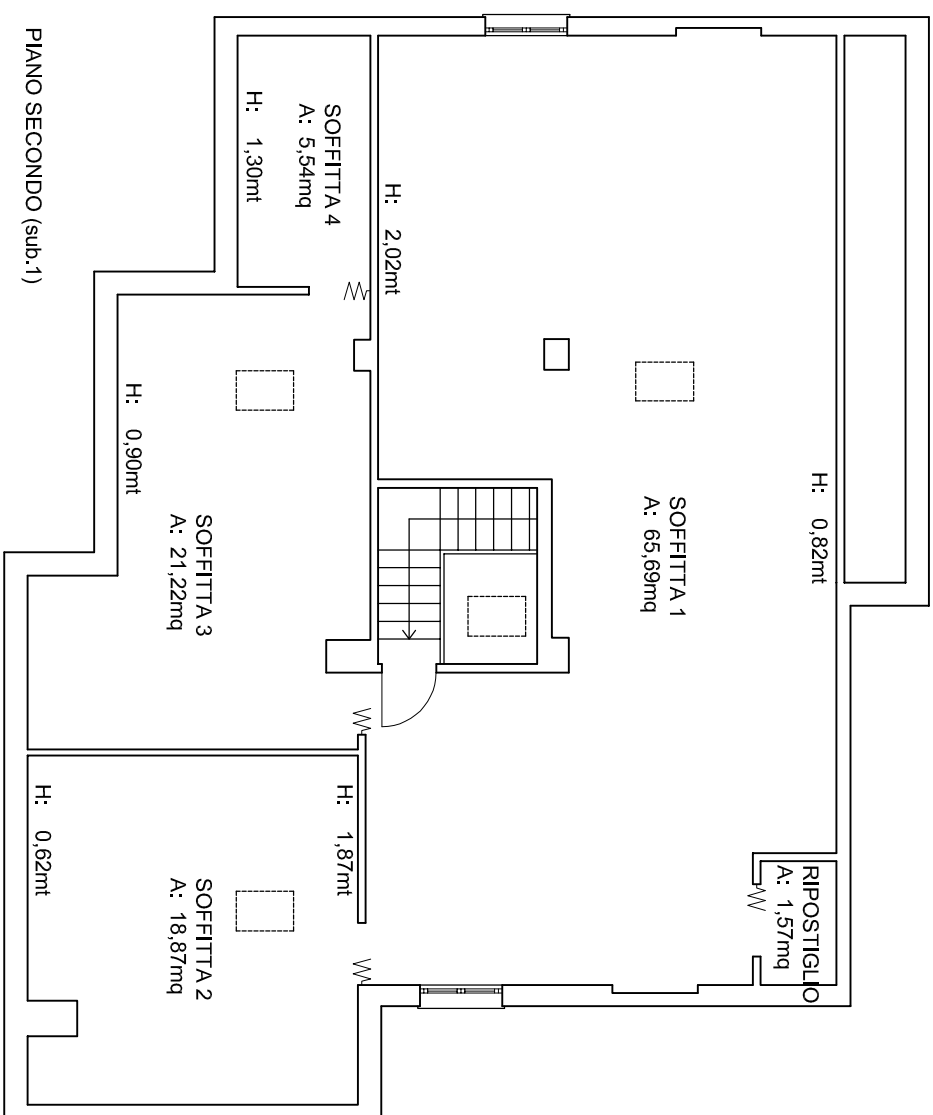 RIPOSTIGLIO
A: 1,57mq
H: 0,82mt
SOFFITTA 1
A: 65,69mq
H: 2,02mt
H: 1,87mt
SOFFITTA 4
A: 5,54mq
H: 1,30mt
SOFFITTA 3
A: 21,22mq
H: 0,90mt
SOFFITTA 2
A: 18,87mq
H: 0,62mt
PIANO SECONDO (sub.1)